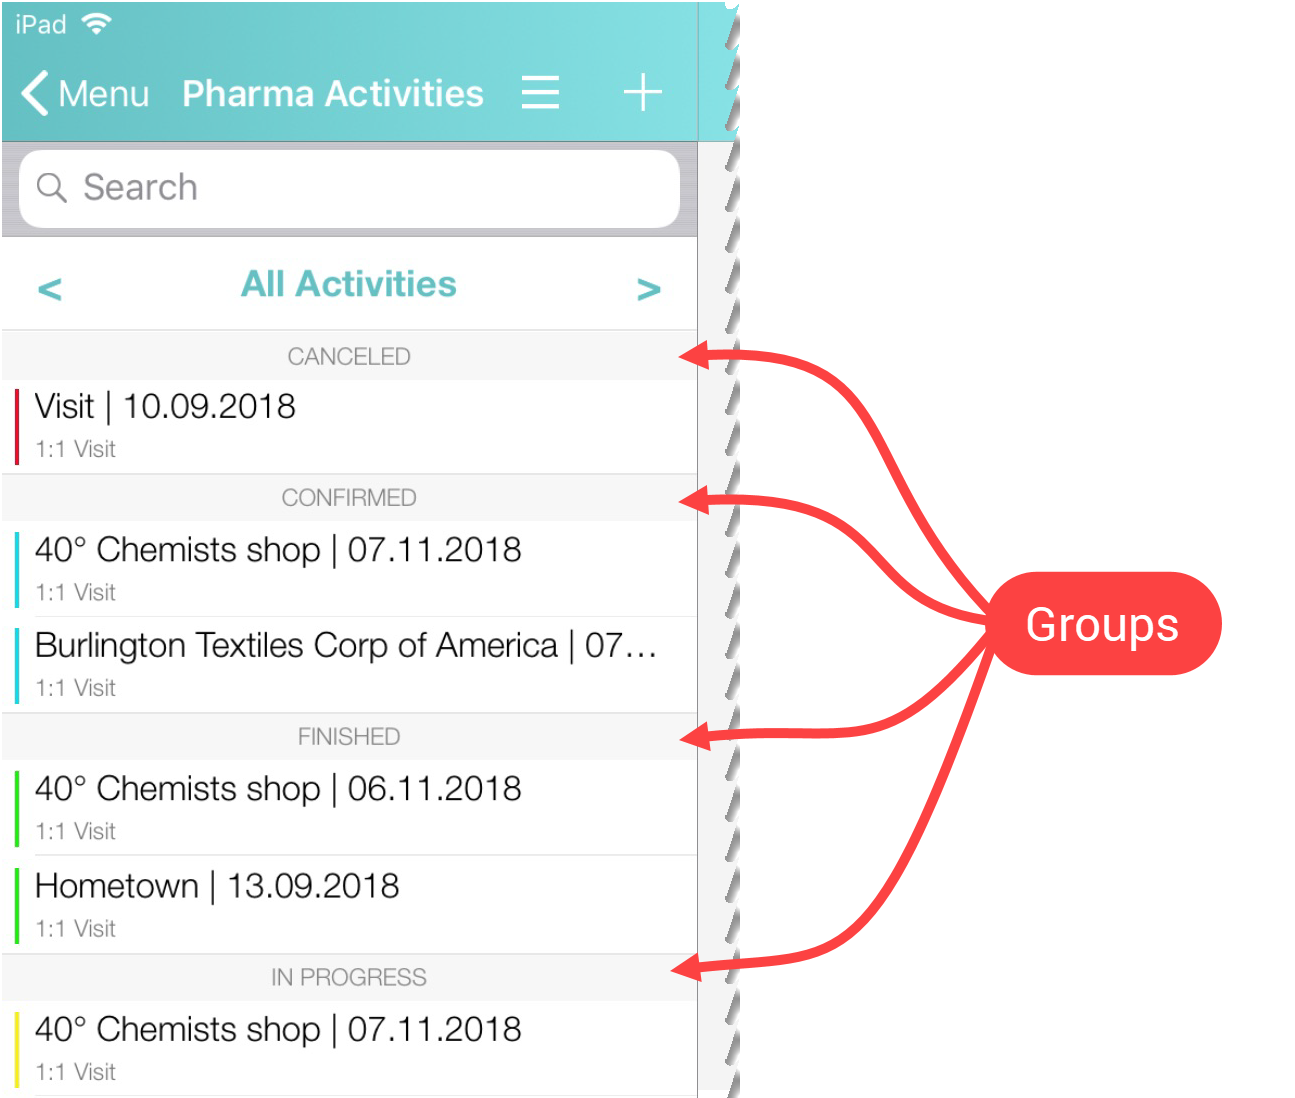 iPad
Menu Pharma Activities
Search
< All Activities >
CANCELED
Visit | 10.09.2018
1:1 Visit
CONFIRMED
40° Chemists shop | 07.11.2018
1:1 Visit
Burlington Textiles Corp of America | 07...
1:1 Visit
Groups
FINISHED
40° Chemists shop | 06.11.2018
1:1 Visit
Hometown | 13.09.2018
1:1 Visit
IN PROGRESS
40° Chemists shop | 07.11.2018
1:1 Visit